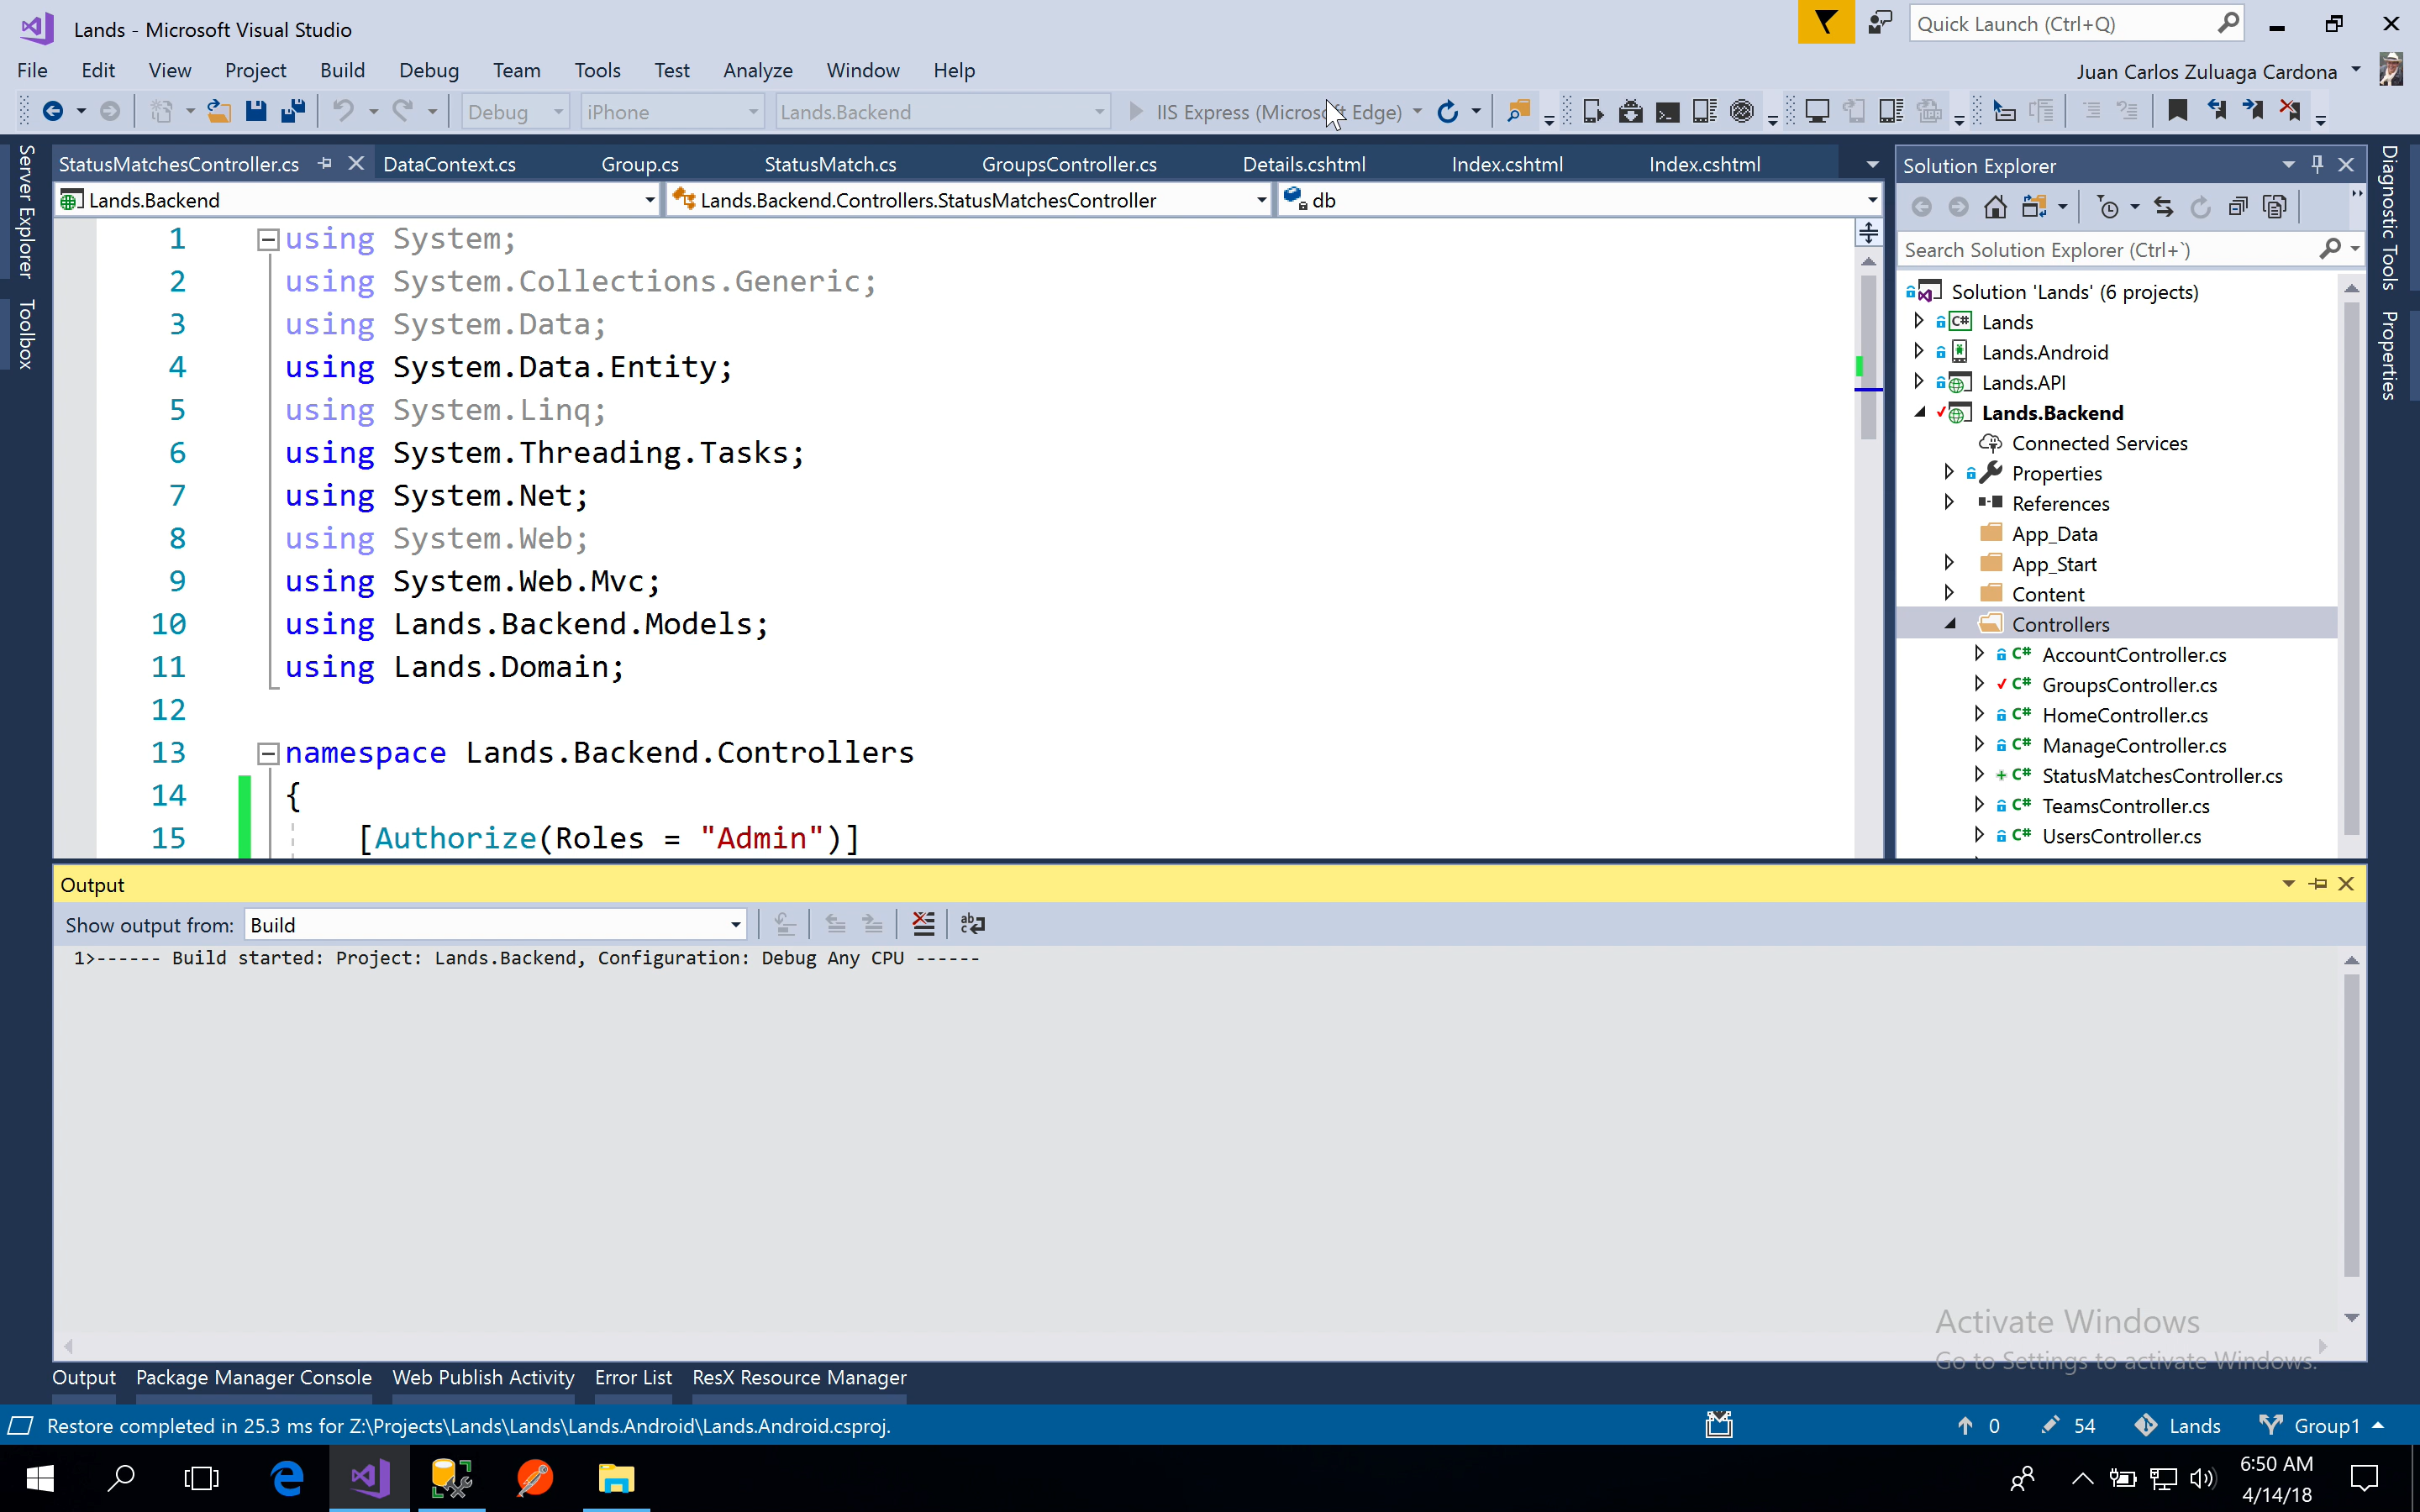 Lands - Microsoft Visual Studio
Quick Launch (Ctrl+Q)
File Edit View Project Build Debug Team Tools Test Analyze Window Help
Juan Carlos Zuluaga Cardona
Debug iPhone Lands.Backend IIS Express (Microsoft Edge)
Server Explorer
Toolbox
StatusMatchesController.cs DataContext.cs Group.cs StatusMatch.cs GroupsController.cs Details.cshtml Index.cshtml Index.cshtml
Lands.Backend Lands.Backend.Controllers.StatusMatchesController db
1 using System;
2 using System.Collections.Generic;
3 using System.Data;
4 using System.Data.Entity;
5 using System.Linq;
6 using System.Threading.Tasks;
7 using System.Net;
8 using System.Web;
9 using System.Web.Mvc;
10 using Lands.Backend.Models;
11 using Lands.Domain;
12
13 namespace Lands.Backend.Controllers
14 {
15 [Authorize(Roles = "Admin")]
Solution Explorer
Search Solution Explorer (Ctrl+`)
Solution 'Lands' (6 projects)
C# Lands
Lands.Android
Lands.API
Lands.Backend
Connected Services
Properties
References
App_Data
App_Start
Content
Controllers
C# AccountController.cs
C# GroupsController.cs
C# HomeController.cs
C# ManageController.cs
C# StatusMatchesController.cs
C# TeamsController.cs
C# UsersController.cs
Diagnostic Tools
Properties
Output
Show output from: Build
1>------ Build started: Project: Lands.Backend, Configuration: Debug Any CPU ------
Activate Windows
Go to Settings to activate Windows.
Output Package Manager Console Web Publish Activity Error List ResX Resource Manager
Restore completed in 25.3 ms for Z:\Projects\Lands\Lands\Lands.Android\Lands.Android.csproj.
0 54 Lands Group1
6:50 AM
4/14/18